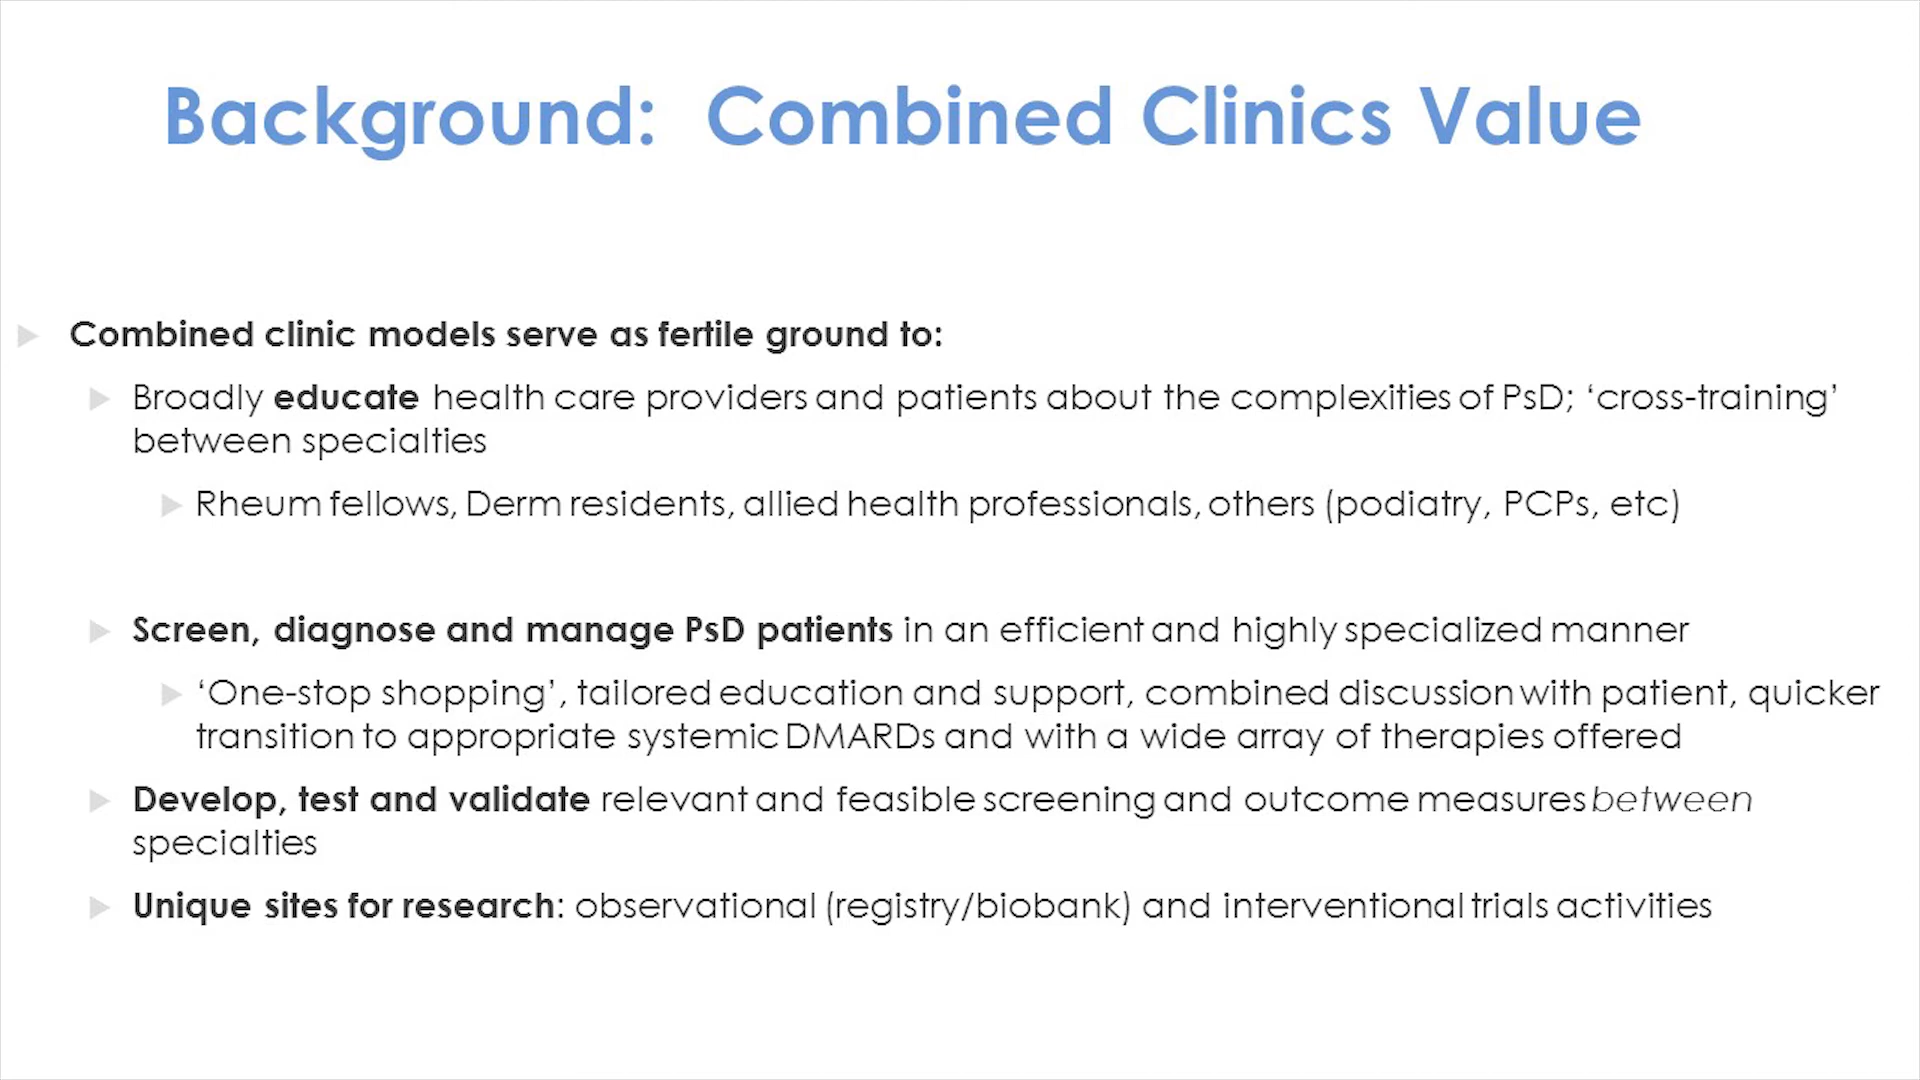 Background: Combined Clinics Value
Combined clinic models serve as fertile ground to:
Broadly educate health care providers and patients about the complexities of PsD; ‘cross-training’
between specialties
Rheum fellows, Derm residents, allied health professionals, others (podiatry, PCPs, etc)
Screen, diagnose and manage PsD patients in an efficient and highly specialized manner
‘One-stop shopping’, tailored education and support, combined discussion with patient, quicker
transition to appropriate systemic DMARDs and with a wide array of therapies offered
Develop, test and validate relevant and feasible screening and outcome measures between
specialties
Unique sites for research: observational (registry/biobank) and interventional trials activities